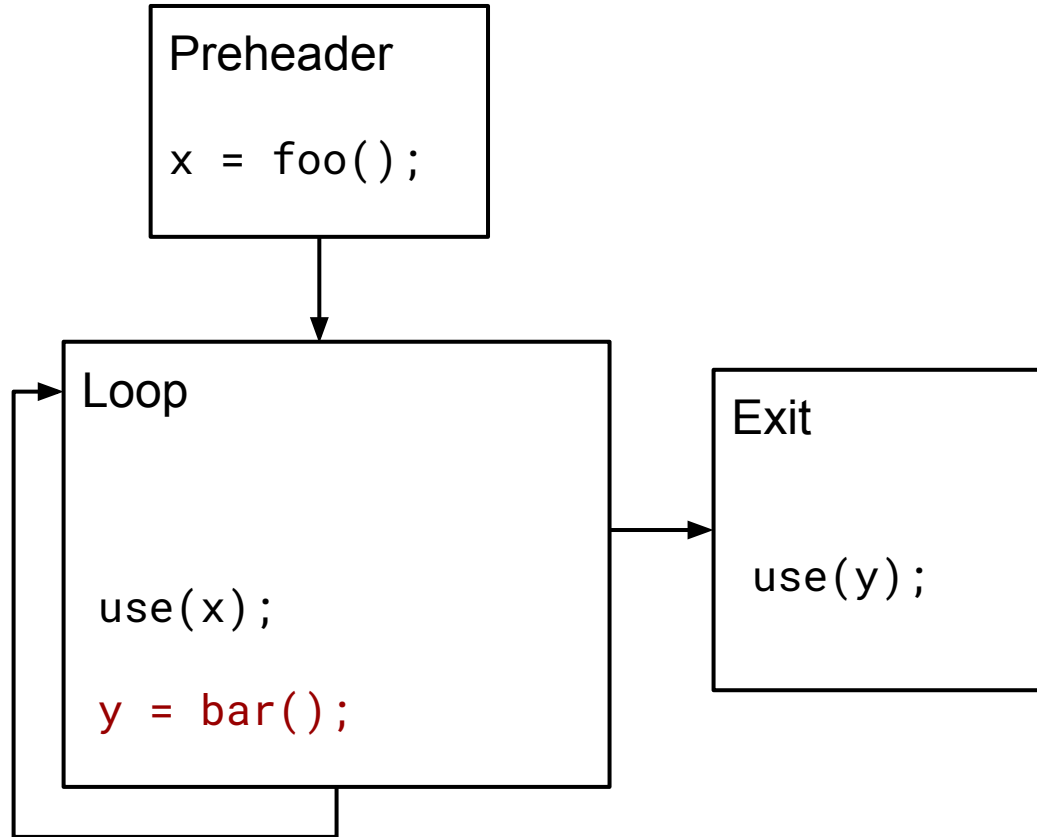 Preheader
x = foo();
Loop
use(x);
y = bar();
Exit
use(y);